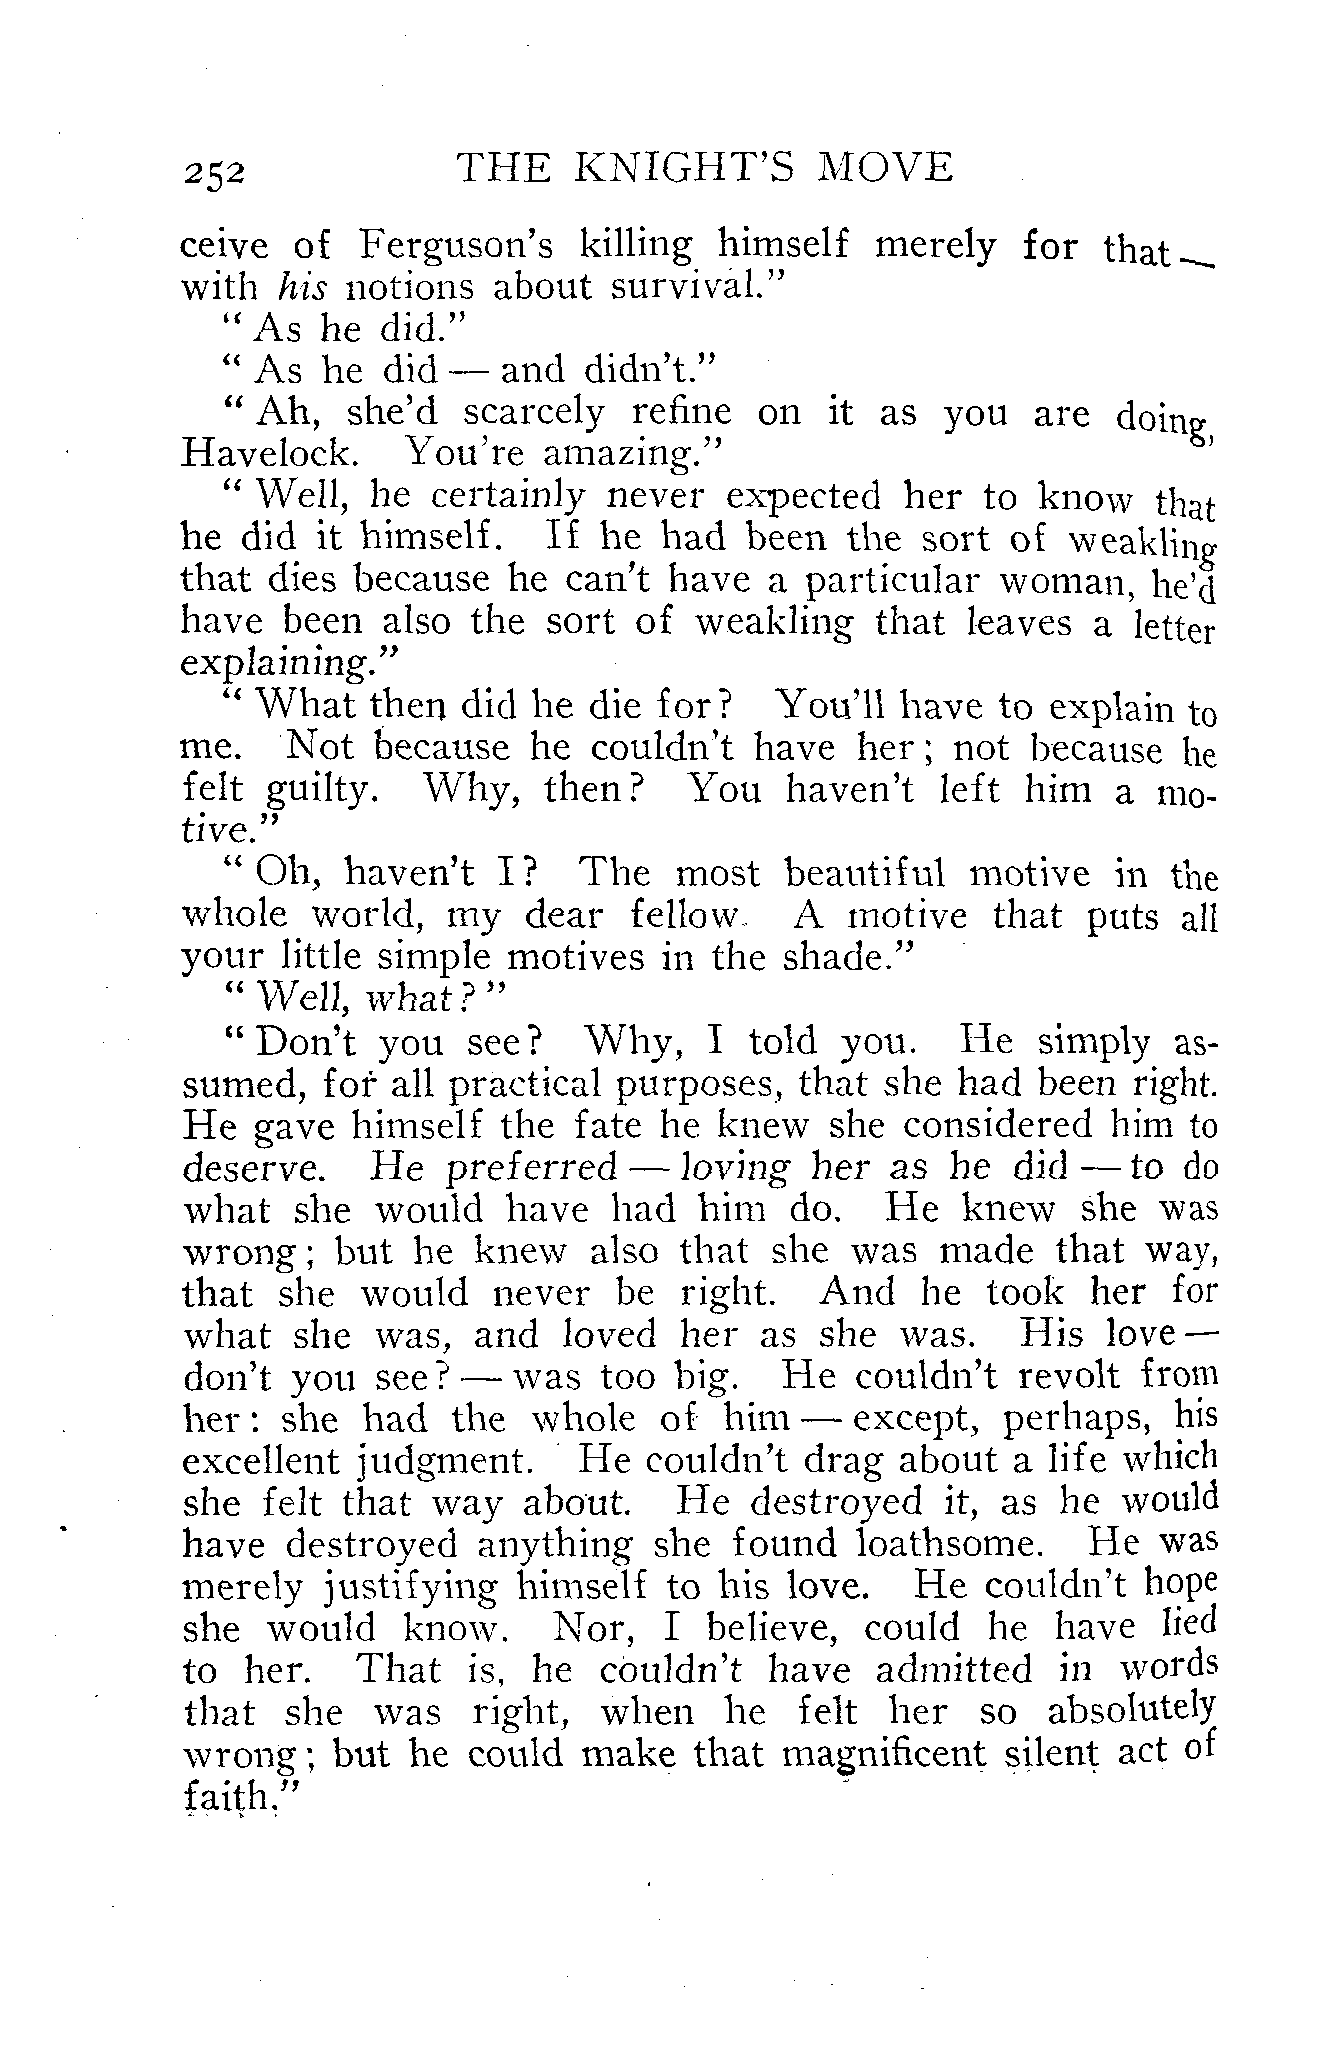 252 THE KNIGHT'S MOVE
ceive of Ferguson's killing himself merely for that —
with his notions about survival."
" As he did."
" As he did — and didn't."
" Ah, she'd scarcely refine on it as you are doing,
Havelock. You're amazing."
" Well, he certainly never expected her to know that
he did it himself. If he had been the sort of weakling
that dies because he can't have a particular woman, he'd
have been also the sort of weakling that leaves a letter
explaining."
" What then did he die for? You'll have to explain to
me. Not because he couldn't have her; not because he
felt guilty. Why, then? You haven't left him a mo-
tive."
" Oh, haven't I? The most beautiful motive in the
whole world, my dear fellow. A motive that puts all
your little simple motives in the shade."
" Well, what? "
" Don't you see? Why, I told you. He simply as-
sumed, for all practical purposes, that she had been right.
He gave himself the fate he knew she considered him to
deserve. He preferred — loving her as he did — to do
what she would have had him do. He knew she was
wrong; but he knew also that she was made that way,
that she would never be right. And he took her for
what she was, and loved her as she was. His love —
don't you see? — was too big. He couldn't revolt from
her: she had the whole of him — except, perhaps, his
excellent judgment. He couldn't drag about a life which
she felt that way about. He destroyed it, as he would
have destroyed anything she found loathsome. He was
merely justifying himself to his love. He couldn't hope
she would know. Nor, I believe, could he have lied
to her. That is, he couldn't have admitted in words
that she was right, when he felt her so absolutely
wrong; but he could make that magnificent silent act of
faith."